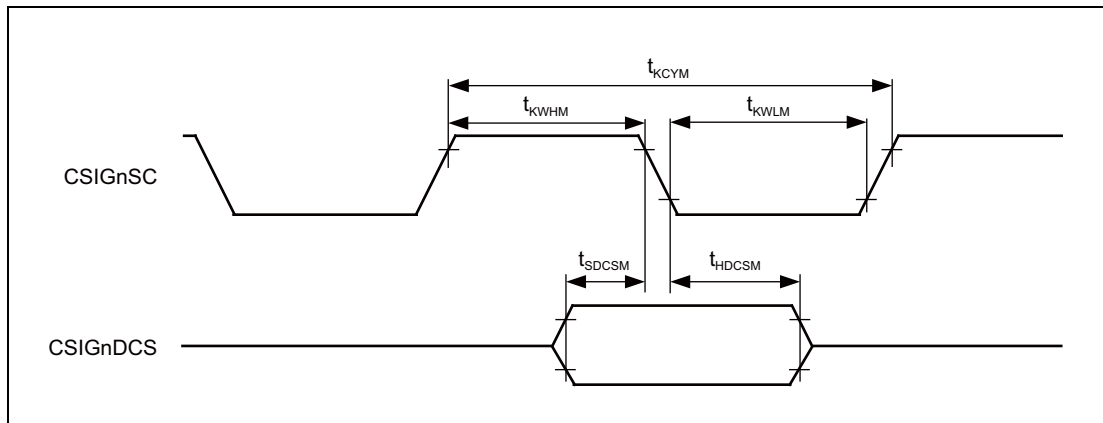 tKCYM
tKWHM
tKWLM
CSIGnSC
tSDCSM
tHDCSM
CSIGnDCS